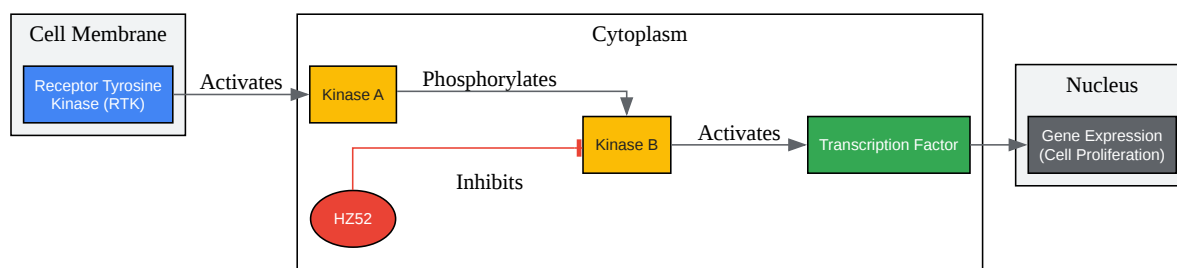 Cell Membrane
Receptor Tyrosine
Kinase (RTK)
Activates
Cytoplasm
Kinase A
Phosphorylates
Kinase B
Activates
Transcription Factor
Inhibits
HZ52
Nucleus
Gene Expression
(Cell Proliferation)